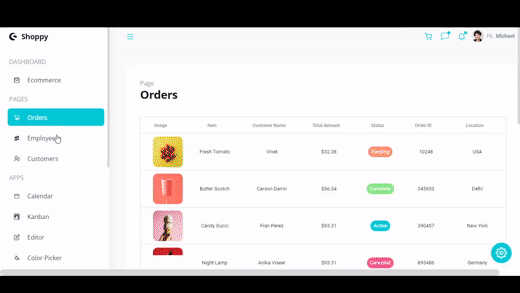 Shoppy
Hi, Michael
DASHBOARD
Ecommerce
PAGES
Orders
Employees
Customers
APPS
Calendar
Kanban
Editor
Color-Picker
Page
Orders
Image Item Customer Name Total Amount Status Order ID Location
Fresh Tomato Vinet $32.38 Pending 10248 USA
Butter Scotch Carson Darrin $56.34 Complete 345653 Delhi
Candy Gucci Fran Perez $93.31 Active 390457 New York
Night Lamp Anika Viseer $93.31 Canceled 893486 Germany